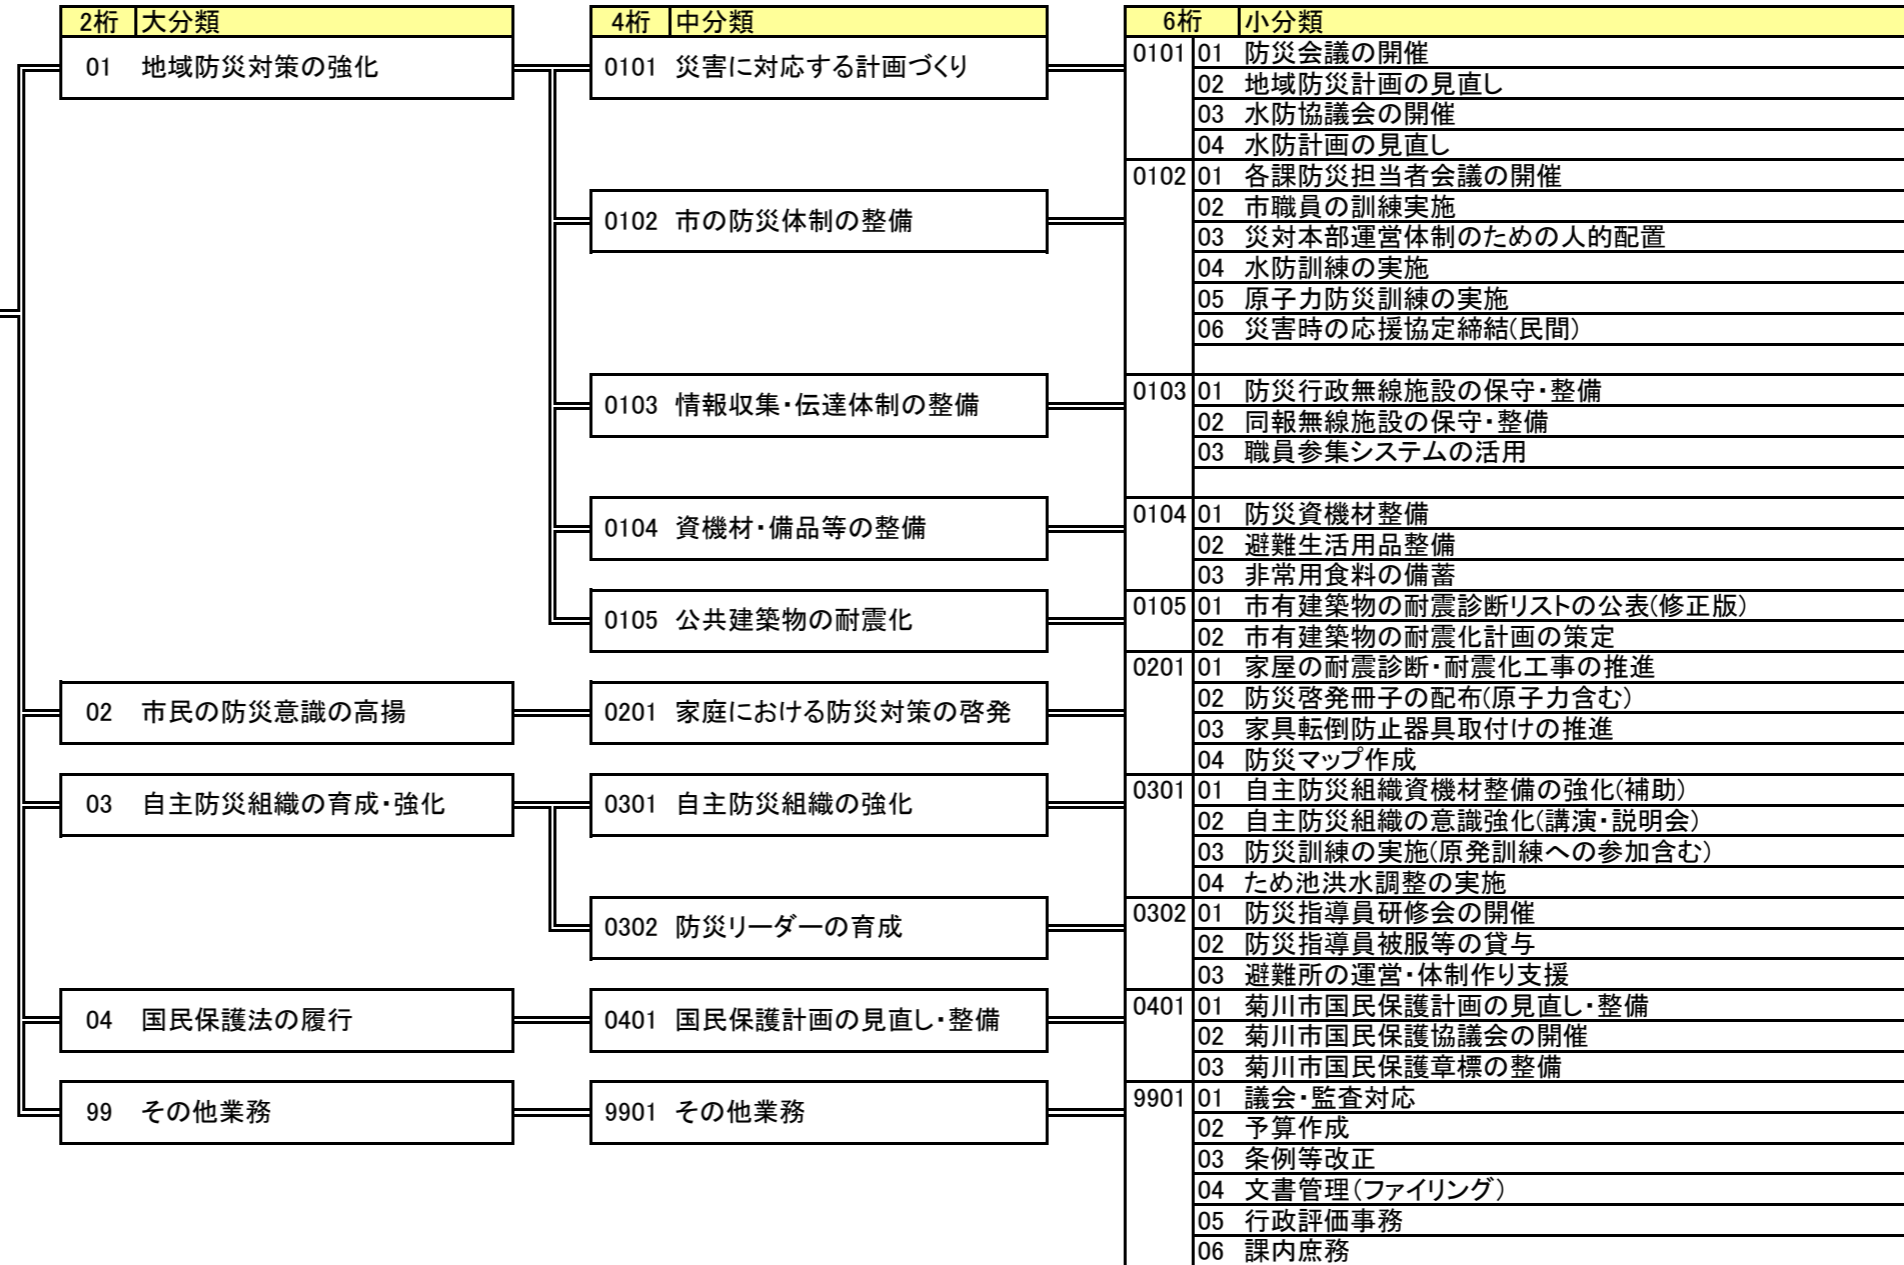 2桁 大分類 4桁 中分類 6桁 小分類
01 地域防災対策の強化 0101 災害に対応する計画づくり 0101 01 防災会議の開催
02 地域防災計画の見直し
03 水防協議会の開催
04 水防計画の見直し
0102 01 各課防災担当者会議の開催
0102 市の防災体制の整備 02 市職員の訓練実施
03 災対本部運営体制のための人的配置
04 水防訓練の実施
05 原子力防災訓練の実施
06 災害時の応援協定締結(民間)
0103 情報収集・伝達体制の整備 0103 01 防災行政無線施設の保守・整備
02 同報無線施設の保守・整備
03 職員参集システムの活用
0104 資機材・備品等の整備 0104 01 防災資機材整備
02 避難生活用品整備
03 非常用食料の備蓄
0105 公共建築物の耐震化 0105 01 市有建築物の耐震診断リストの公表(修正版)
02 市有建築物の耐震化計画の策定
0201 01 家屋の耐震診断・耐震化工事の推進
02 市民の防災意識の高揚 0201 家庭における防災対策の啓発 02 防災啓発冊子の配布(原子力含む)
03 家具転倒防止器具取付けの推進
04 防災マップ作成
03 自主防災組織の育成・強化 0301 自主防災組織の強化 0301 01 自主防災組織資機材整備の強化(補助)
02 自主防災組織の意識強化(講演・説明会)
03 防災訓練の実施(原発訓練への参加含む)
04 ため池洪水調整の実施
0302 防災リーダーの育成 0302 01 防災指導員研修会の開催
02 防災指導員被服等の貸与
03 避難所の運営・体制作り支援
04 国民保護法の履行 0401 国民保護計画の見直し・整備 0401 01 菊川市国民保護計画の見直し・整備
02 菊川市国民保護協議会の開催
03 菊川市国民保護章標の整備
99 その他業務 9901 その他業務 9901 01 議会・監査対応
02 予算作成
03 条例等改正
04 文書管理(ファイリング)
05 行政評価事務
06 課内庶務